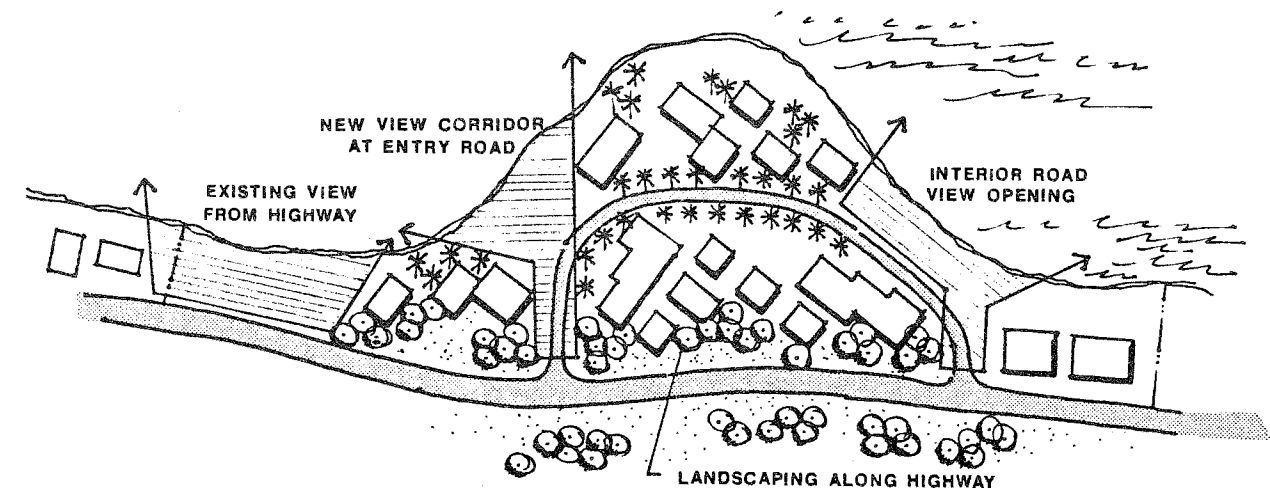 NEW VIEW CORRIDOR
AT ENTRY ROAD
EXISTING VIEW
FROM HIGHWAY
INTERIOR ROAD
VIEW OPENING
LANDSCAPING ALONG HIGHWAY